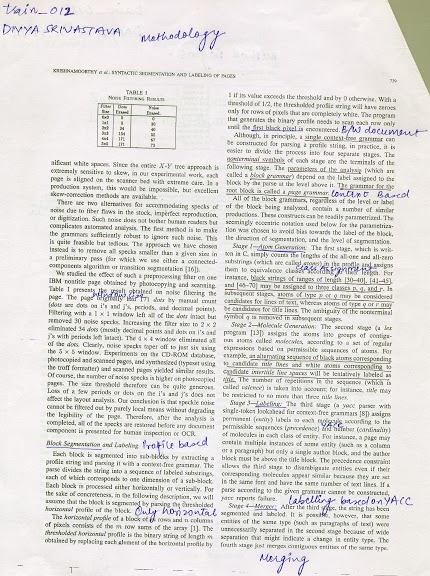 train_012
DIVYA SRIVASTAVA
methodology
KRISHNAMOORTHY et al.: SYNTACTIC SEGMENTATION AND LABELING OF PAGES
739
TABLE I
NOISE FILTERING RESULTS
Filter Size Dots Erased Noise Erased
nificant white spaces. Since the entire X-Y tree approach is
extremely sensitive to skew, in our experimental work, each
page is aligned on the scanner bed with extreme care. In a
production system, this would be impossible, but excellent
skew-correction methods are available.
There are two alternatives for accommodating specks of
noise due to either flaws in the stock, imperfect reproduction,
or digitization. Such noise does not bother human readers but
complicates automated analysis. The first method is to make
the grammars sufficiently robust to ignore such noise. This
is quite feasible but tedious. The approach we have chosen
instead is to remove all specks smaller than a given size in
a preliminary pass (for which we use either a connected-
components algorithm or transition segmentation [16]).
We studied the effect of such a preprocessing filter on one
IBM nontitle page obtained by photocopying and scanning.
Table I presents the result obtained on noise filtering the
page. The page originally had 171 dots by manual count
(dots are dots on i's and j's, periods, and decimal points).
Filtering with a 1 × 1 window left all of the dots intact but
removed 30 noise specks. Increasing the filter size to 2 × 2
eliminated 34 dots (mostly decimal points and dots on i's and
j's with periods left intact). The 4 × 4 window eliminated all
of the dots. Clearly, noise specks taper off to just six using
the 5 × 5 window. Experiments on the CD-ROM database,
photocopied and scanned pages, and synthesized (typeset using
the troff formatter) and scanned pages yielded similar results.
Of course, the number of noise specks is higher on photocopied
pages. The size threshold therefore can be quite generous.
Loss of a few periods or dots on the i's and j's does not
affect the layout analysis. Our conclusion is that speckle noise
cannot be filtered out by purely local means without degrading
the legibility of the page. Therefore, after the analysis is
completed, all of the specks are restored before any document
component is presented for human inspection or OCR.
Block Segmentation and Labeling Profile based
Each block is segmented into sub-blocks by extracting a
profile string and parsing it with a context-free grammar. The
parse divides the string into a sequence of labeled substrings,
each of which corresponds to one dimension of a sub-block.
Each block is processed either horizontally or vertically. For
the sake of concreteness, in the following description, we will
assume that the block is segmented by parsing the thresholded
horizontal profile of the block. Only horizontal
The horizontal profile of a block of m rows and n columns
of pixels consists of the m row sums of the array [1]. The
thresholded horizontal profile is the binary string of length m
obtained by replacing each element of the horizontal profile by
1 if its value exceeds the threshold and by 0 otherwise. With a
threshold of 1/2, the thresholded profile string will have zeroes
only for rows of pixels that are completely white. The program
that generates the binary profile needs to scan each row only
until the first black pixel is encountered. B/W document
Although, in principle, a single context-free grammar can
be constructed for parsing a profile string, in practice, it is
easier to divide the process into four separate stages. The
nonterminal symbols of each stage are the terminals of the
following stage. The parameters of the analysis (which are
called a block grammar) depend on the label assigned to the
block by the parse at the level above it. The grammar for the
root block is called a page grammar. Context Based
All of the block grammars, regardless of the level or label
of the block being analyzed, contain a number of similar
productions. These constructs can be readily parametrized. The
seemingly eccentric notation used below for the parametriza-
tion was chosen to avoid bias towards the label of the block,
the direction of segmentation, and the level of segmentation.
Stage 1—Atom Generation: The first stage, which is writ-
ten in C, simply counts the lengths of the all-one and all-zero
substrings (which are called atoms) in the profile and assigns
them to equivalence classes according to their length. For
instance, black strings of ranges of length [30–40], [41–45],
and [46–70] may be assigned to three classes p, q, and r. In
subsequent stages, atoms of type p or q may be considered
candidates for lines of text, whereas atoms of type q or r may
be candidates for title lines. The ambiguity of the nonterminal
symbol q is removed in subsequent stages.
Stage 2—Molecule Generation: The second stage (a lex
program [13]) assigns the atoms into groups of contigu-
ous atoms called molecules, according to a set of regular
expressions based on permissible sequences of atoms. For
example, an alternating sequence of black atoms corresponding
to candidate title lines and white atoms corresponding to
candidate intertitle line spaces will be tentatively labeled as
title. The number of repetitions in the sequence (which is
called valence) is taken into account; for instance, title may
be restricted to no more than three title lines.
Stage 3—Labeling: The third stage (a yacc parser with
single-token lookahead for context-free grammars [8]) assigns
permanent (entity) labels to each molecule according to the
permissible sequences (precedence) and number (cardinality)
of molecules in each class of entity. For instance, a page may
contain multiple instances of some entity (such as a column
or a paragraph) but only a single author block, and the author
block must be above the title block. The precedence constraint
allows the third stage to disambiguate entities even if their
corresponding molecules appear similar because they are set
in the same font and have the same number of text lines. If a
parse according to the given grammar cannot be constructed,
yacc reports failure. Labelling based on YACC
Stage 4—Merger: After the third stage, the string has been
segmented and labeled. It is possible, however, that some
entities of the same type (such as paragraphs of text) were
unnecessarily separated in the second stage because of wide
separation that might indicate a change in entity type. The
fourth stage just merges contiguous entities of the same type.
Merging